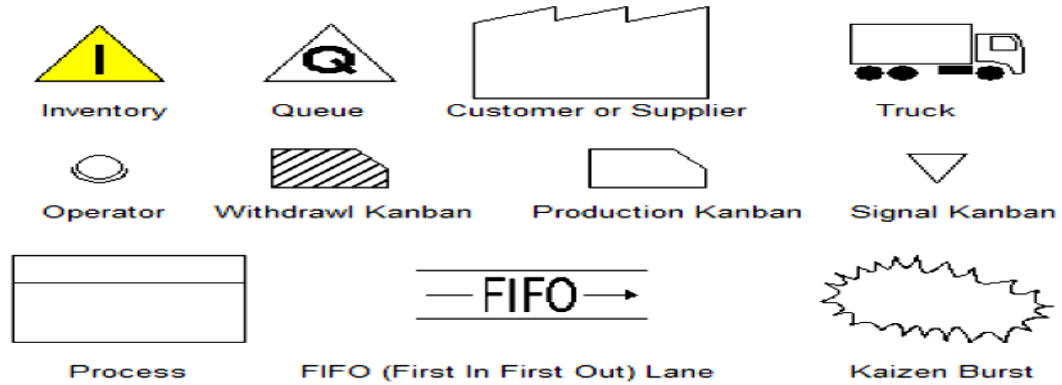 I
Q
Inventory
Queue
Customer or Supplier
Truck
Operator
Withdrawl Kanban
Production Kanban
Signal Kanban
FIFO
Process
FIFO (First In First Out) Lane
Kaizen Burst